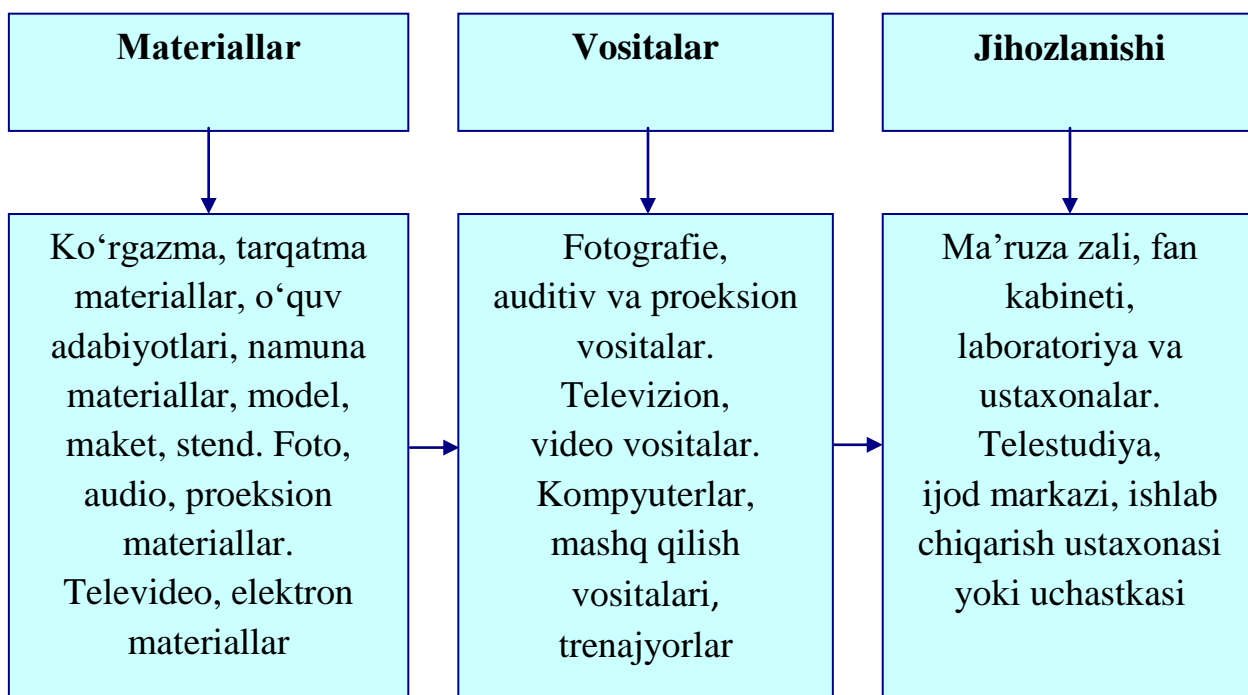 Materiallar
Vositalar
Jihozlanishi
Ko‘rgazma, tarqatma
materiallar, o‘quv
adabiyotlari, namuna
materiallar, model,
maket, stend. Foto,
audio, proeksion
materiallar.
Televideo, elektron
materiallar
Fotografie,
auditiv va proeksion
vositalar.
Televizion,
video vositalar.
Kompyuterlar,
mashq qilish
vositalari,
trenajyorlar
Ma’ruza zali, fan
kabineti,
laboratoriya va
ustaxonalar.
Telestudiya,
ijod markazi, ishlab
chiqarish ustaxonasi
yoki uchastkasi